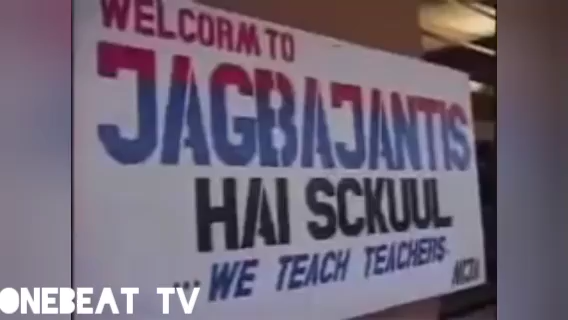 WELCORM TO
JAGBAJANTIS
HAI SCKUUL
...WE TEACH TEACHERS.
ONEBEAT TV